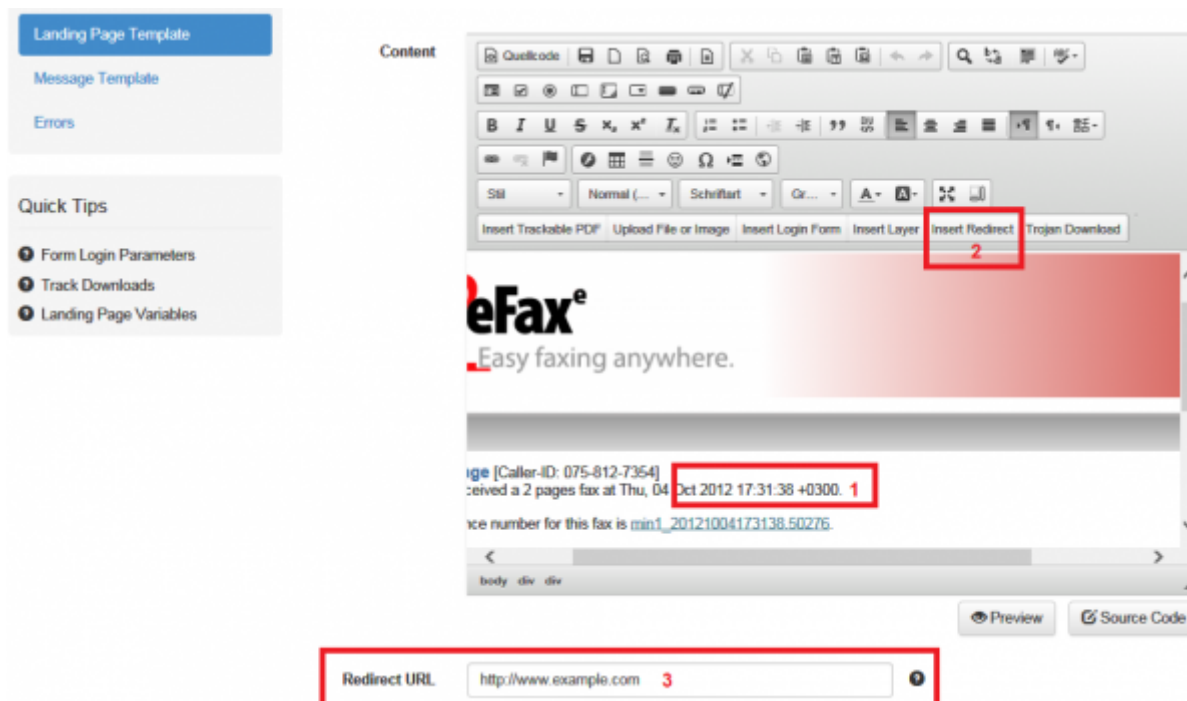 Landing Page Template
Message Template
Errors
Quick Tips
Form Login Parameters
Track Downloads
Landing Page Variables
Content
Quellcode
B I U S x₂ x² Iₓ
Stil Normal (... Schriftart Gr... A A
Insert Trackable PDF Upload File or Image Insert Login Form Insert Layer Insert Redirect Trojan Download
2
eFax®
Easy faxing anywhere.
ge [Caller-ID: 075-812-7354]
ceived a 2 pages fax at Thu, 04 Oct 2012 17:31:38 +0300. 1
nce number for this fax is min1_20121004173138.50276.
body div div
Preview Source Code
Redirect URL http://www.example.com 3